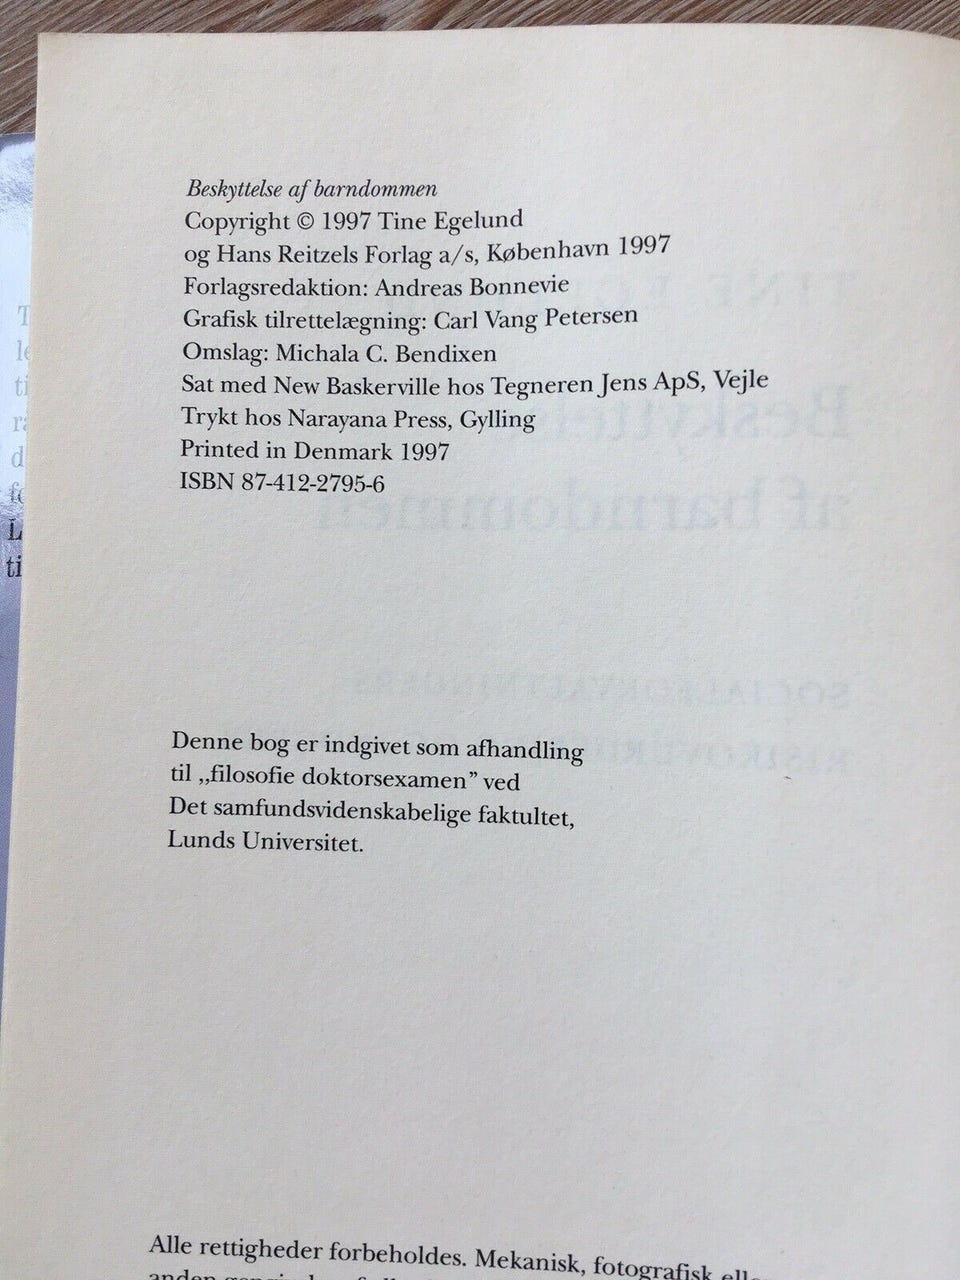 Beskyttelse af barndommen
Copyright © 1997 Tine Egelund
og Hans Reitzels Forlag a/s, København 1997
Forlagsredaktion: Andreas Bonnevie
Grafisk tilrettelægning: Carl Vang Petersen
Omslag: Michala C. Bendixen
Sat med New Baskerville hos Tegneren Jens ApS, Vejle
Trykt hos Narayana Press, Gylling
Printed in Denmark 1997
ISBN 87-412-2795-6
Denne bog er indgivet som afhandling
til „filosofie doktorsexamen” ved
Det samfundsvidenskabelige faktultet,
Lunds Universitet.
Alle rettigheder forbeholdes. Mekanisk, fotografisk